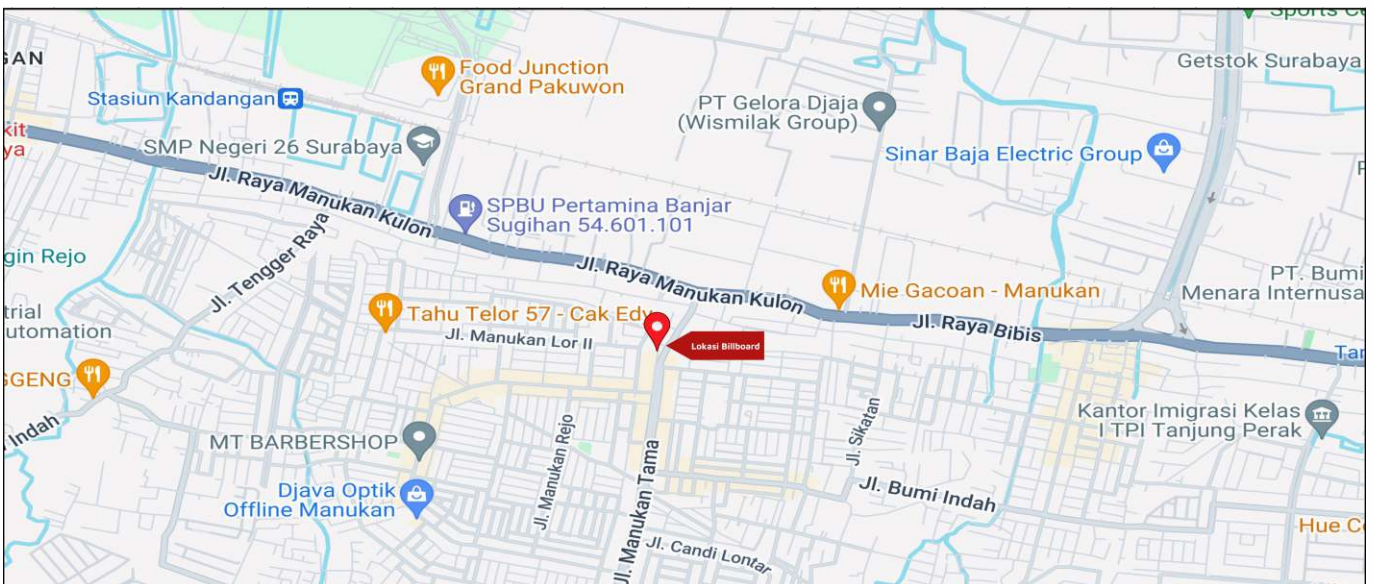 Sports
Getstok Surabaya
Food Junction
Grand Pakuwon
Stasiun Kandangan
PT Gelora Djaja
(Wismilak Group)
SMP Negeri 26 Surabaya
Sinar Baja Electric Group
Jl. Raya Manukan Kulon
SPBU Pertamina Banjar
Sugihan 54.601.101
Jl. Tengger Raya
gin Rejo
Jl. Raya Manukan Kulon
Mie Gacoan - Manukan
PT. Bumi
Menara Internusa
Tahu Telor 57 - Cak Edy
Jl. Manukan Lor II
Lokasi Billboard
Jl. Raya Bibis
trial
utomation
GGENG
Indah
MT BARBERSHOP
Jl. Manukan Rejo
Jl. Manukan Tama
Jl. Sikatan
Kantor Imigrasi Kelas
I TPI Tanjung Perak
Djava Optik
Offline Manukan
Jl. Bumi Indah
Jl. Candi Lontar
Hue